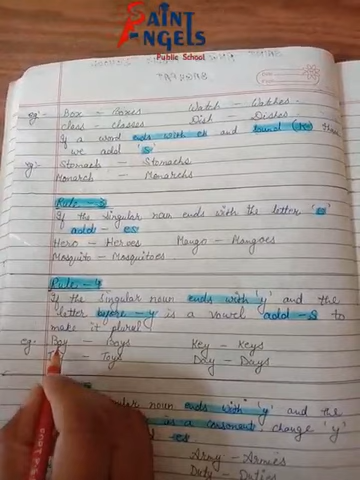 SAINT
ANGELS
Public School
eg:- Box - Boxes Watch - Watches
Class - Classes Dish - Dishes
If a word ends with ch and sound (k) then
we add 's'
eg:- Stomach - Stomachs
Monarch - Monarchs
Rule - 3
If the singular noun ends with the letter 'o'
add - es
Hero - Heroes Mango - Mangoes
Mosquito - Mosquitoes
Rule - 4
If the singular noun ends with 'y' and the
letter before - y is a vowel add - s to
make it plural
eg. Boy - Boys Key - Keys
- Toys Day - Days
noun ends with 'y' and the
is a consonant change 'y'
es
Army - Armies
Duty - Duties